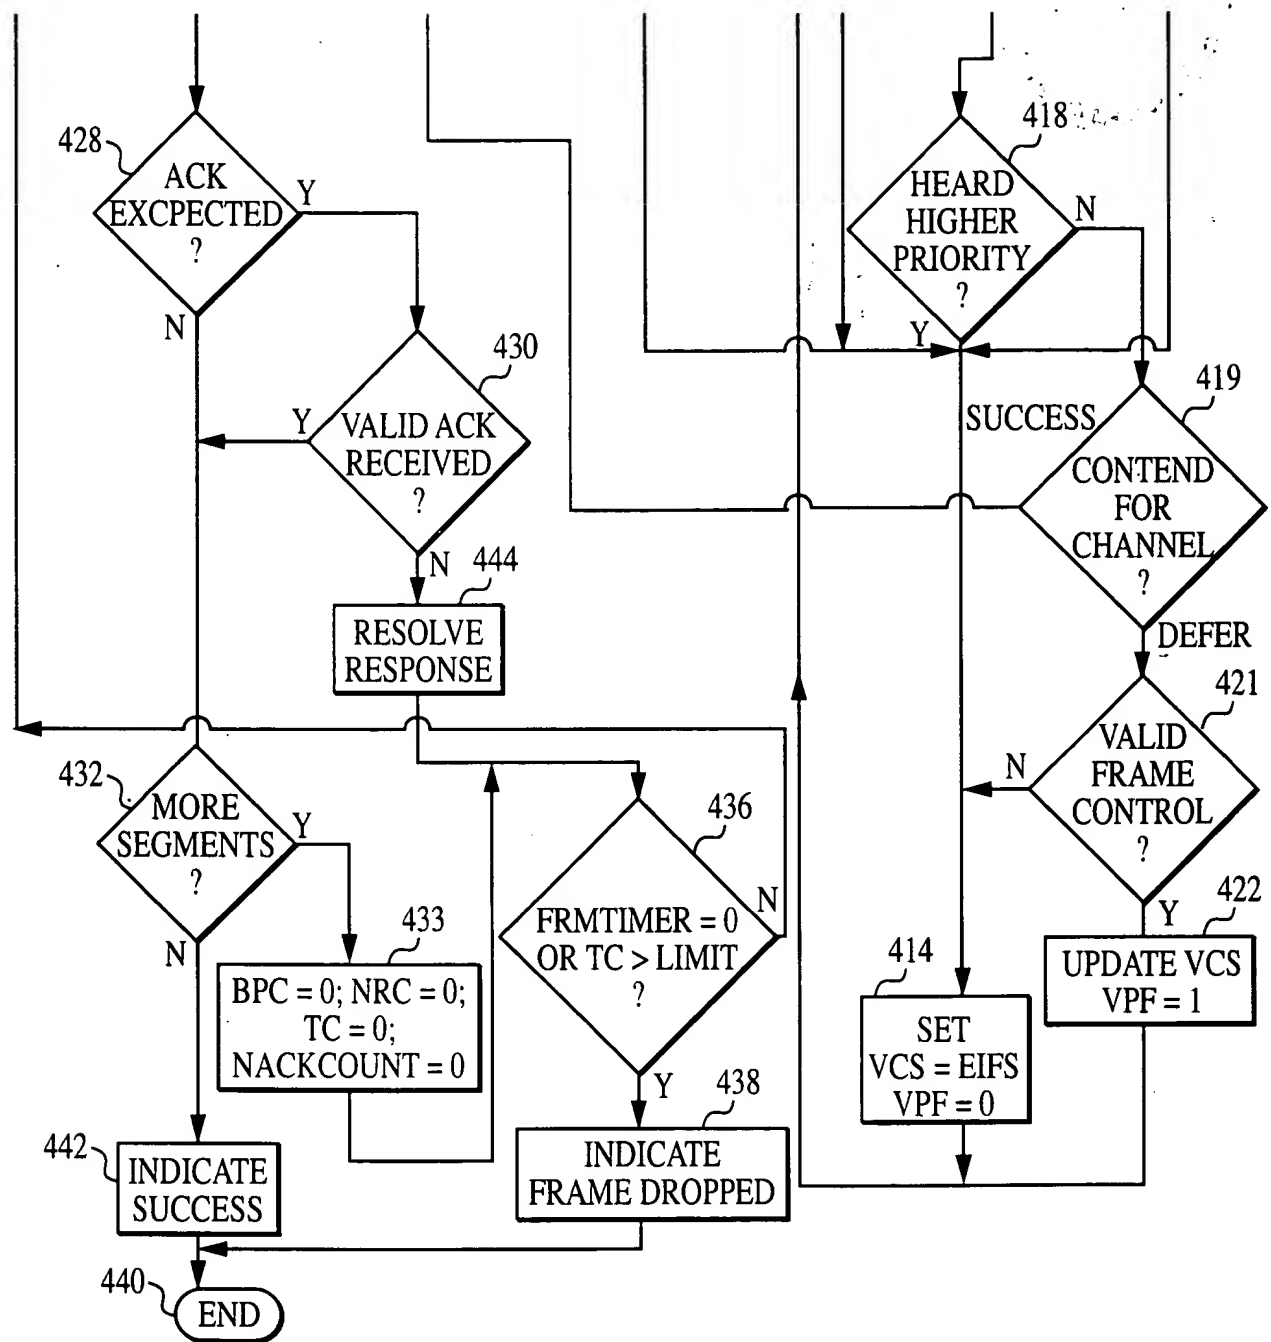 428
ACK
EXCPECTED
?
Y
N
418
HEARD
HIGHER
PRIORITY
?
N
Y
430
VALID ACK
RECEIVED
?
Y
N
419
SUCCESS
CONTEND
FOR
CHANNEL
?
DEFER
444
RESOLVE
RESPONSE
421
VALID
FRAME
CONTROL
?
N
Y
432
MORE
SEGMENTS
?
Y
N
436
FRMTIMER = 0
OR TC > LIMIT
?
N
Y
433
BPC = 0; NRC = 0;
TC = 0;
NACKCOUNT = 0
422
UPDATE VCS
VPF = 1
414
SET
VCS = EIFS
VPF = 0
438
INDICATE
FRAME DROPPED
442
INDICATE
SUCCESS
440
END